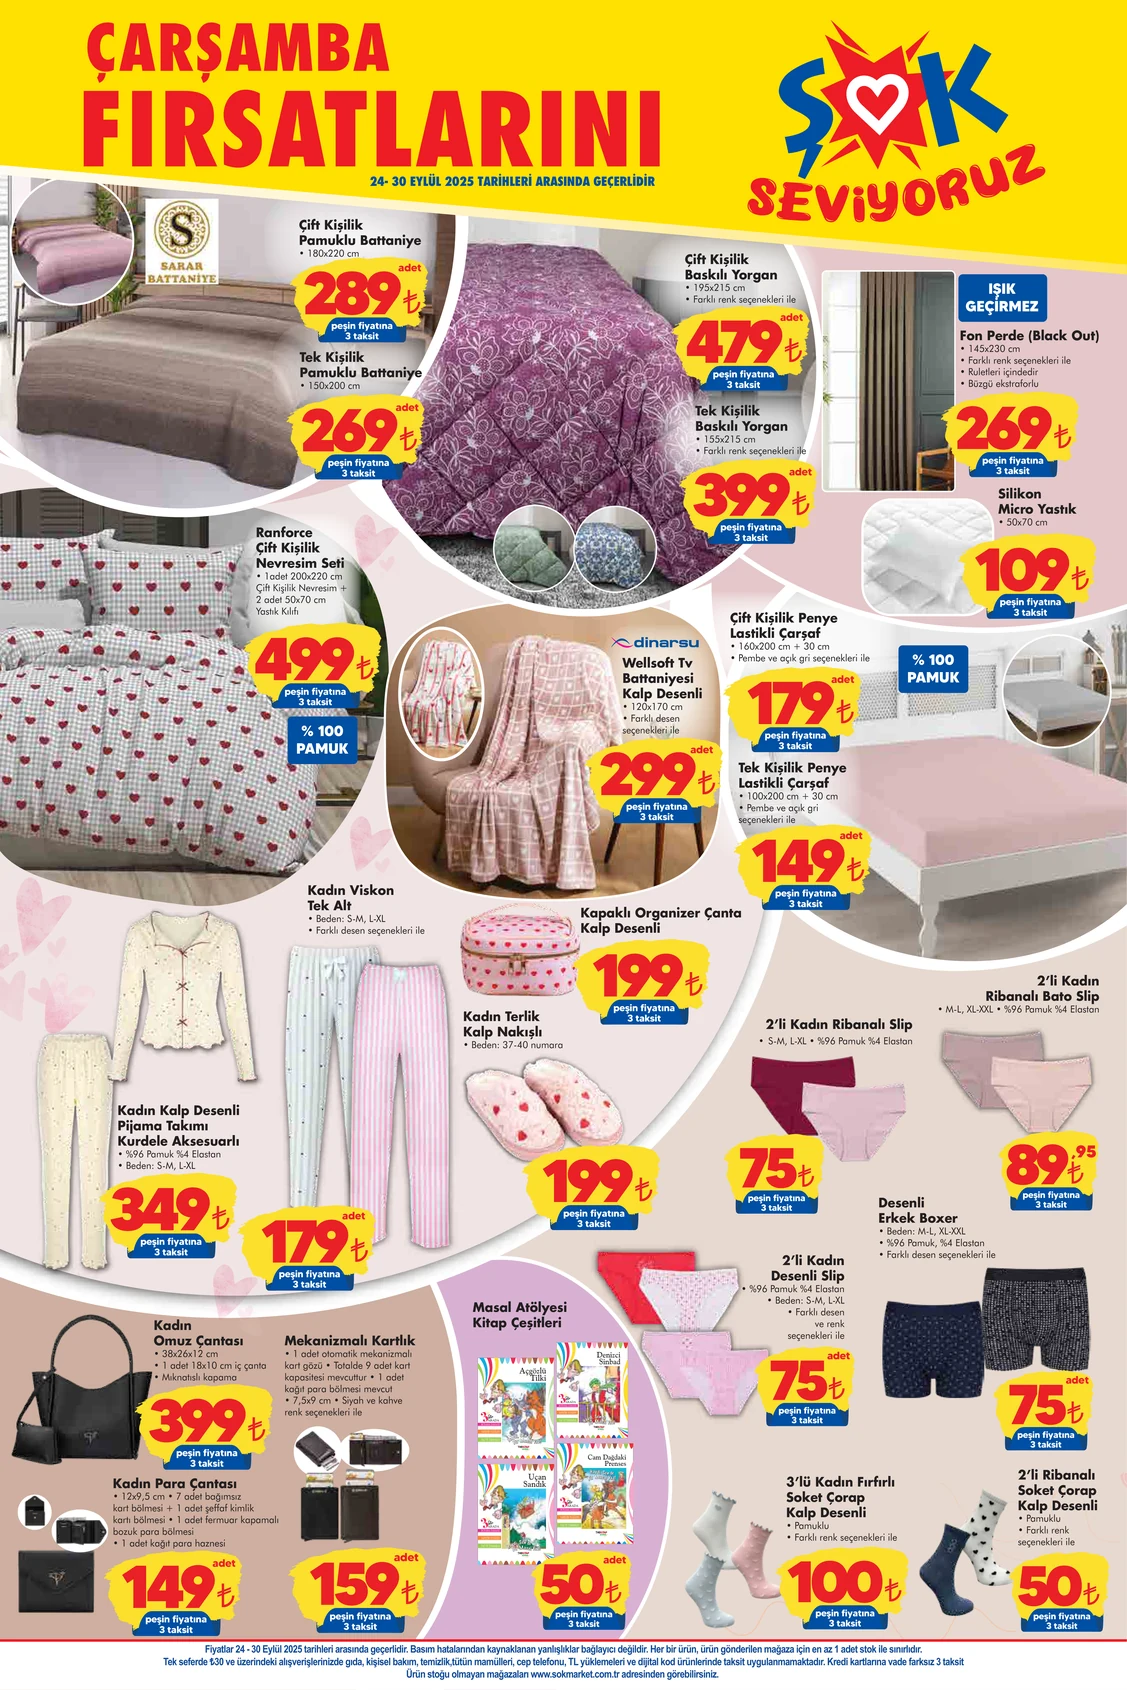 ÇARŞAMBA
FIRSATLARINI
24- 30 EYLÜL 2025 TARİHLERİ ARASINDA GEÇERLİDİR
ŞOK
SEVİYORUZ
S
SARAR
BATTANİYE
Çift Kişilik
Pamuklu Battaniye
• 180x220 cm
adet
289₺
peşin fiyatına
3 taksit
Tek Kişilik
Pamuklu Battaniye
• 150x200 cm
adet
269₺
peşin fiyatına
3 taksit
Çift Kişilik
Baskılı Yorgan
• 195x215 cm
• Farklı renk seçenekleri ile
adet
479₺
peşin fiyatına
3 taksit
Tek Kişilik
Baskılı Yorgan
• 155x215 cm
• Farklı renk seçenekleri ile
adet
399₺
peşin fiyatına
3 taksit
IŞIK
GEÇİRMEZ
Fon Perde (Black Out)
• 145x230 cm
• Farklı renk seçenekleri ile
• Ruletleri içindedir
• Büzgü ekstraforlu
269₺
peşin fiyatına
3 taksit
Silikon
Micro Yastık
• 50x70 cm
109₺
peşin fiyatına
3 taksit
Ranforce
Çift Kişilik
Nevresim Seti
• 1adet 200x220 cm
Çift Kişilik Nevresim +
2 adet 50x70 cm
Yastık Kılıfı
499₺
peşin fiyatına
3 taksit
% 100
PAMUK
dinarsu
Wellsoft Tv
Battaniyesi
Kalp Desenli
• 120x170 cm
• Farklı desen
seçenekleri ile
adet
299₺
peşin fiyatına
3 taksit
Çift Kişilik Penye
Lastikli Çarşaf
• 160x200 cm + 30 cm
• Pembe ve açık gri seçenekleri ile
adet
179₺
peşin fiyatına
3 taksit
% 100
PAMUK
Tek Kişilik Penye
Lastikli Çarşaf
• 100x200 cm + 30 cm
• Pembe ve açık gri
seçenekleri ile
adet
149₺
peşin fiyatına
3 taksit
Kadın Viskon
Tek Alt
• Beden: S-M, L-XL
• Farklı desen seçenekleri ile
adet
179₺
peşin fiyatına
3 taksit
Kadın Kalp Desenli
Pijama Takımı
Kurdele Aksesuarlı
• %96 Pamuk %4 Elastan
• Beden: S-M, L-XL
349₺
peşin fiyatına
3 taksit
Kapaklı Organizer Çanta
Kalp Desenli
199₺
peşin fiyatına
3 taksit
Kadın Terlik
Kalp Nakışlı
• Beden: 37-40 numara
199₺
peşin fiyatına
3 taksit
2'li Kadın Ribanalı Slip
• S-M, L-XL • %96 Pamuk %4 Elastan
75₺
peşin fiyatına
3 taksit
2'li Kadın
Ribanalı Bato Slip
• M-L, XL-XXL • %96 Pamuk %4 Elastan
89,95₺
peşin fiyatına
3 taksit
Desenli
Erkek Boxer
• Beden: M-L, XL-XXL
• %96 Pamuk, %4 Elastan
• Farklı desen seçenekleri ile
adet
75₺
peşin fiyatına
3 taksit
2'li Kadın
Desenli Slip
• %96 Pamuk %4 Elastan
• Beden: S-M, L-XL
• Farklı desen
ve renk
seçenekleri ile
adet
75₺
peşin fiyatına
3 taksit
Kadın
Omuz Çantası
• 38x26x12 cm
• 1 adet 18x10 cm iç çanta
• Mıknatıslı kapama
399₺
peşin fiyatına
3 taksit
Mekanizmalı Kartlık
• 1 adet otomatik mekanizmalı
kart gözü • Totalde 9 adet kart
kapasitesi mevcuttur • 1 adet
kağıt para bölmesi mevcut
• 7,5x9 cm • Siyah ve kahve
renk seçenekleri ile
adet
159₺
peşin fiyatına
3 taksit
Kadın Para Çantası
• 12x9,5 cm • 7 adet bağımsız
kart bölmesi + 1 adet şeffaf kimlik
kartı bölmesi • 1 adet fermuar kapamalı
bozuk para bölmesi
• 1 adet kağıt para haznesi
adet
149₺
peşin fiyatına
3 taksit
Masal Atölyesi
Kitap Çeşitleri
Açgözlü
Tilki
Denizci
Sinbad
Uçan
Sandık
Cam Dağdaki
Prenses
adet
50₺
peşin fiyatına
3 taksit
3'lü Kadın Fırfırlı
Soket Çorap
Kalp Desenli
• Pamuklu
• Farklı renk seçenekleri ile
100₺
peşin fiyatına
3 taksit
2'li Ribanalı
Soket Çorap
Kalp Desenli
• Pamuklu
• Farklı renk
seçenekleri ile
50₺
peşin fiyatına
3 taksit
Fiyatlar 24 - 30 Eylül 2025 tarihleri arasında geçerlidir. Basım hatalarından kaynaklanan yanlışlıklar bağlayıcı değildir. Her bir ürün, ürün gönderilen mağaza için en az 1 adet stok ile sınırlıdır.
Tek seferde ₺30 ve üzerindeki alışverişlerinizde gıda, kişisel bakım, temizlik,tütün mamülleri, cep telefonu, TL yüklemeleri ve dijital kod ürünlerinde taksit uygulanmamaktadır. Kredi kartlarına vade farksız 3 taksit
Ürün stoğu olmayan mağazaları www.sokmarket.com.tr adresinden görebilirsiniz.